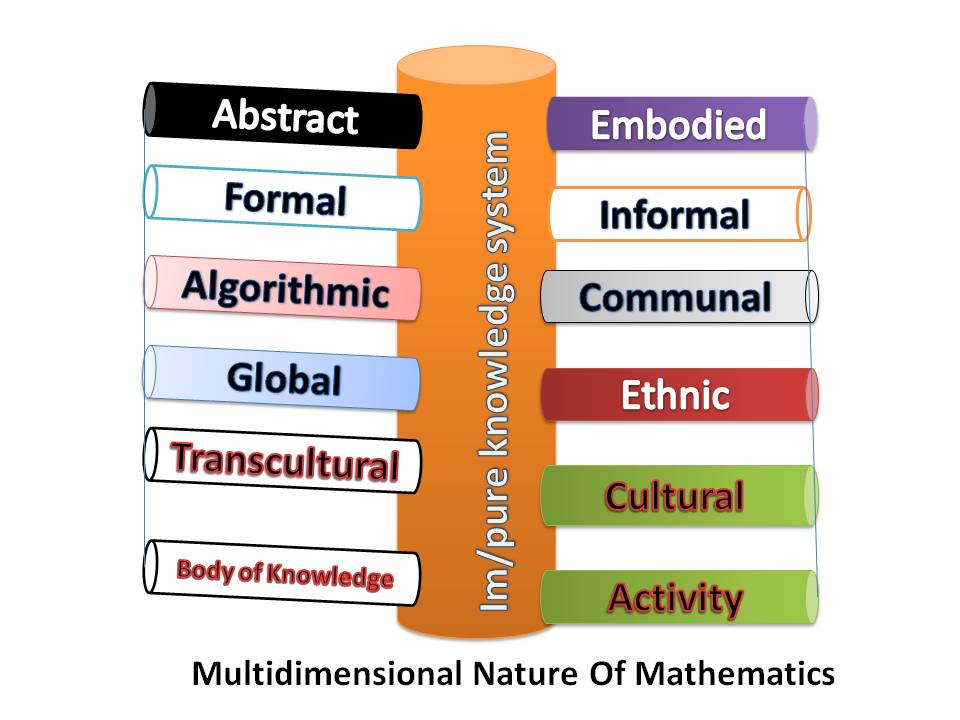 Abstract
Formal
Algorithmic
Global
Transcultural
Body of Knowledge
Im/pure knowledge system
Embodied
Informal
Communal
Ethnic
Cultural
Activity
Multidimensional Nature Of Mathematics